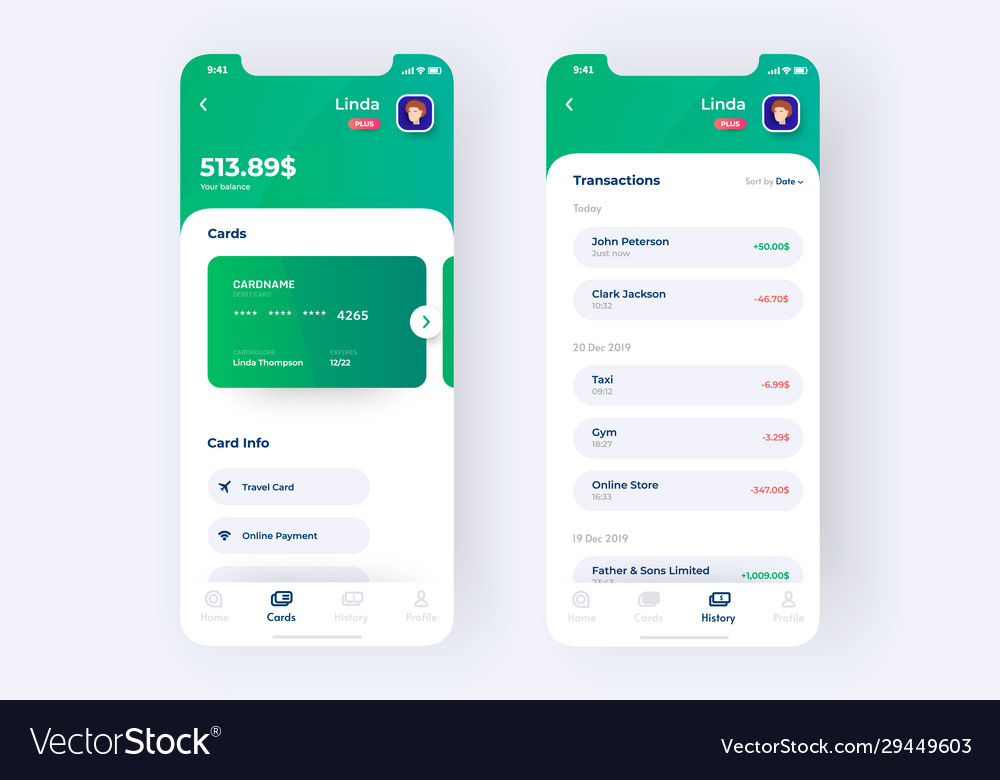 9:41
Linda
PLUS
513.89$
Your balance
Cards
CARDNAME
DEBIT CARD
**** **** **** 4265
CARDHOLDER EXPIRES
Linda Thompson 12/22
Card Info
Travel Card
Online Payment
Home Cards History Profile
9:41
Linda
PLUS
Transactions Sort by Date
Today
John Peterson +50.00$
Just now
Clark Jackson -46.70$
10:32
20 Dec 2019
Taxi -6.99$
09:12
Gym -3.29$
18:27
Online Store -347.00$
16:33
19 Dec 2019
Father & Sons Limited +1,009.00$
23:43
Home Cards History Profile
VectorStock®
VectorStock.com/29449603